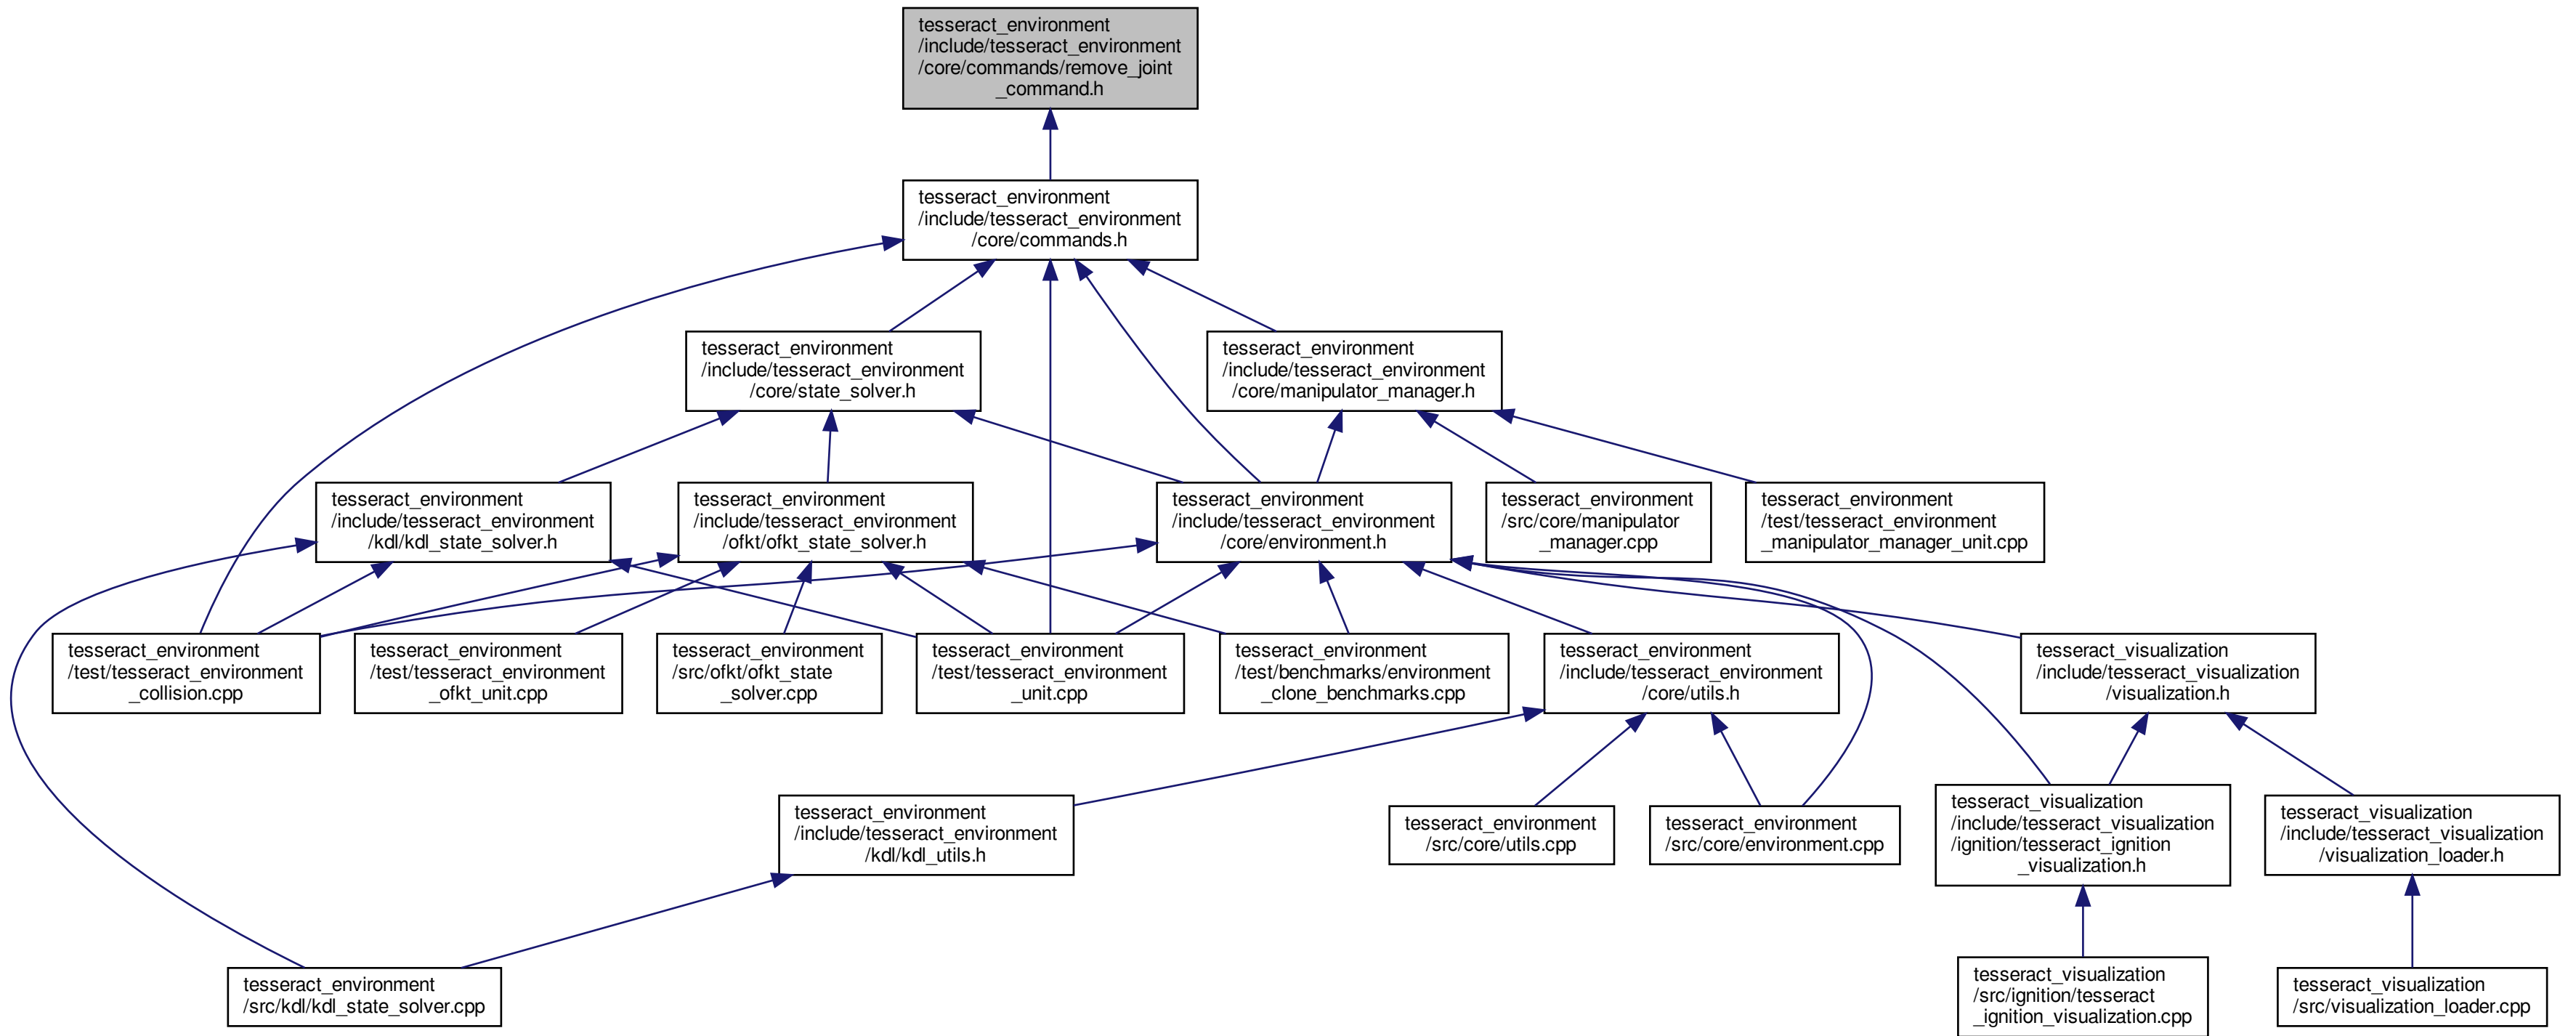 tesseract_environment
/include/tesseract_environment
/core/commands/remove_joint
_command.h
tesseract_environment
/include/tesseract_environment
/core/commands.h
tesseract_environment
/include/tesseract_environment
/core/state_solver.h
tesseract_environment
/include/tesseract_environment
/core/manipulator_manager.h
tesseract_environment
/include/tesseract_environment
/kdl/kdl_state_solver.h
tesseract_environment
/include/tesseract_environment
/ofkt/ofkt_state_solver.h
tesseract_environment
/include/tesseract_environment
/core/environment.h
tesseract_environment
/src/core/manipulator
_manager.cpp
tesseract_environment
/test/tesseract_environment
_manipulator_manager_unit.cpp
tesseract_environment
/test/tesseract_environment
_collision.cpp
tesseract_environment
/test/tesseract_environment
_ofkt_unit.cpp
tesseract_environment
/src/ofkt/ofkt_state
_solver.cpp
tesseract_environment
/test/tesseract_environment
_unit.cpp
tesseract_environment
/test/benchmarks/environment
_clone_benchmarks.cpp
tesseract_environment
/include/tesseract_environment
/core/utils.h
tesseract_visualization
/include/tesseract_visualization
/visualization.h
tesseract_environment
/include/tesseract_environment
/kdl/kdl_utils.h
tesseract_environment
/src/core/utils.cpp
tesseract_environment
/src/core/environment.cpp
tesseract_visualization
/include/tesseract_visualization
/ignition/tesseract_ignition
_visualization.h
tesseract_visualization
/include/tesseract_visualization
/visualization_loader.h
tesseract_environment
/src/kdl/kdl_state_solver.cpp
tesseract_visualization
/src/ignition/tesseract
_ignition_visualization.cpp
tesseract_visualization
/src/visualization_loader.cpp